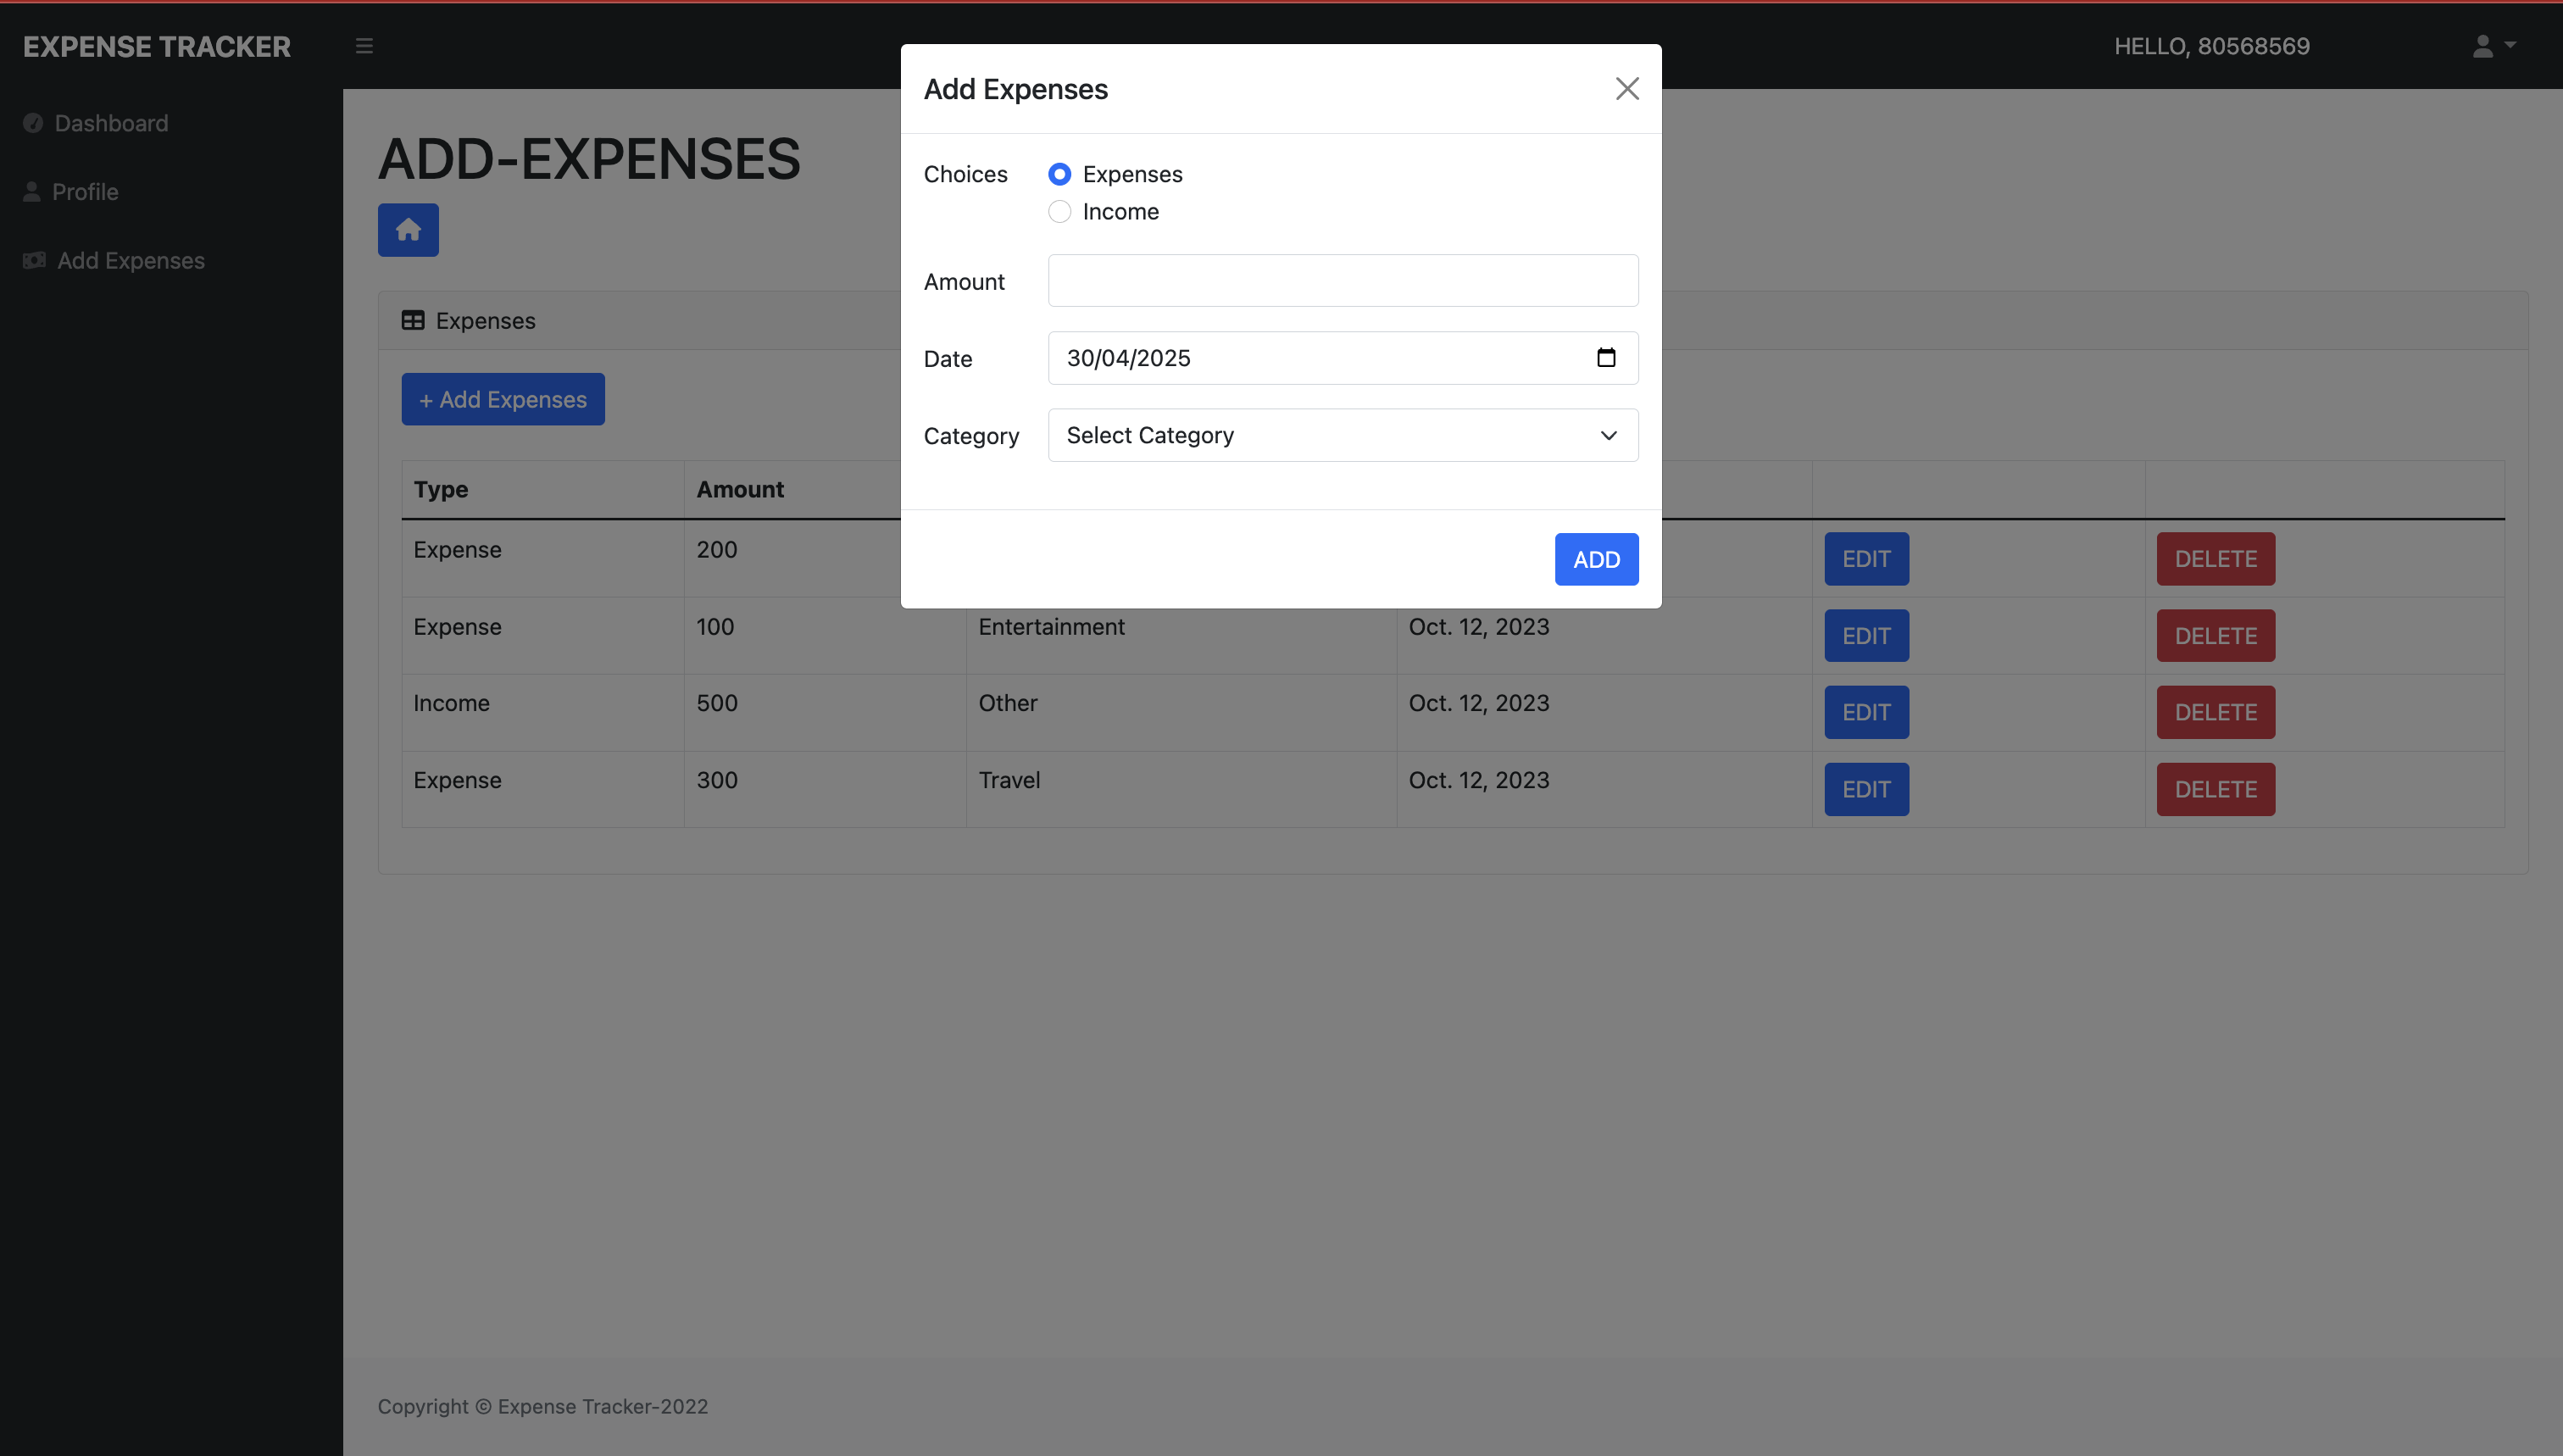 EXPENSE TRACKER
HELLO, 80568569
Dashboard
Profile
Add Expenses
ADD-EXPENSES
Expenses
+ Add Expenses
Type Amount
Expense 200 EDIT DELETE
Expense 100 Entertainment Oct. 12, 2023 EDIT DELETE
Income 500 Other Oct. 12, 2023 EDIT DELETE
Expense 300 Travel Oct. 12, 2023 EDIT DELETE
Add Expenses
Choices Expenses
Income
Amount
Date 30/04/2025
Category Select Category
ADD
Copyright © Expense Tracker-2022